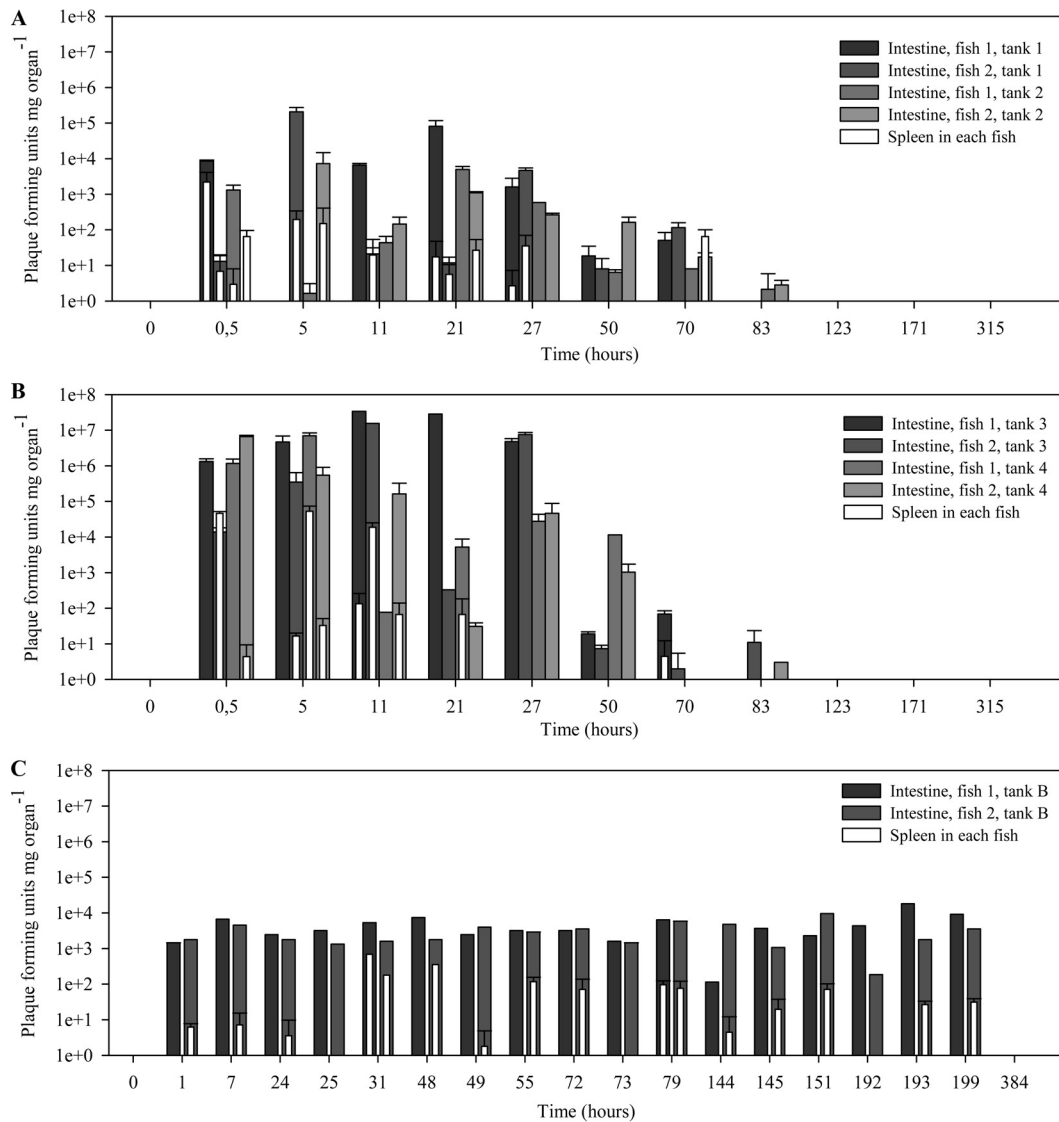 A
Plaque forming units mg organ⁻¹
1e+8
1e+7
1e+6
1e+5
1e+4
1e+3
1e+2
1e+1
1e+0
Intestine, fish 1, tank 1
Intestine, fish 2, tank 1
Intestine, fish 1, tank 2
Intestine, fish 2, tank 2
Spleen in each fish
0 0,5 5 11 21 27 50 70 83 123 171 315
Time (hours)
B
Plaque forming units mg organ⁻¹
1e+8
1e+7
1e+6
1e+5
1e+4
1e+3
1e+2
1e+1
1e+0
Intestine, fish 1, tank 3
Intestine, fish 2, tank 3
Intestine, fish 1, tank 4
Intestine, fish 2, tank 4
Spleen in each fish
0 0,5 5 11 21 27 50 70 83 123 171 315
Time (hours)
C
Plaque forming units mg organ⁻¹
1e+8
1e+7
1e+6
1e+5
1e+4
1e+3
1e+2
1e+1
1e+0
Intestine, fish 1, tank B
Intestine, fish 2, tank B
Spleen in each fish
0 1 7 24 25 31 48 49 55 72 73 79 144 145 151 192 193 199 384
Time (hours)